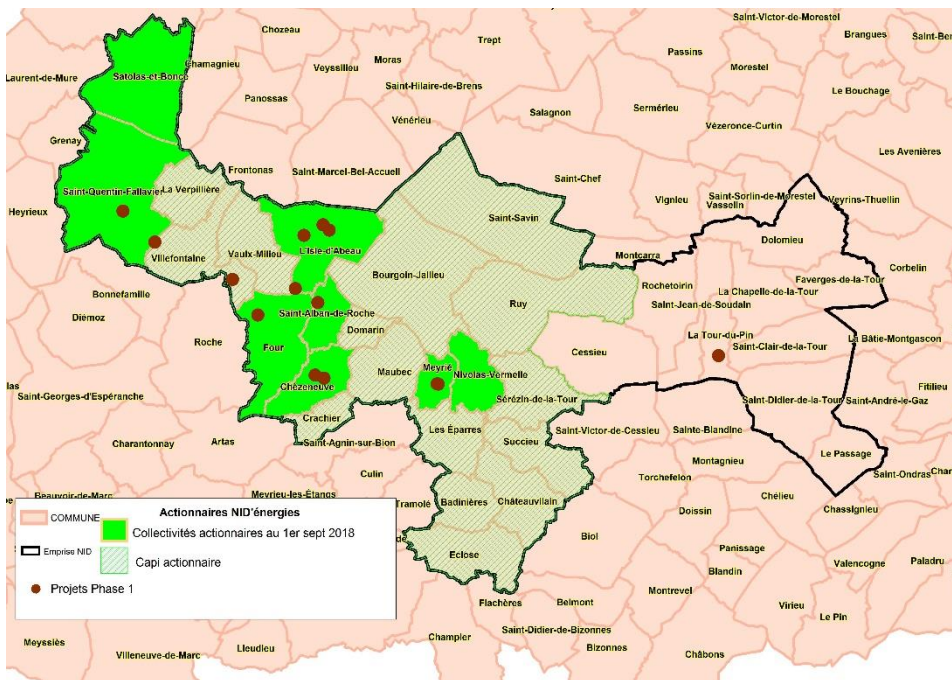 Saint-Victor-de-Morestel
Chozeau
Brangues
Trept
Saint-Be
Moras
Passins
Chamagnieu
Veyssilieu
Morestel
Laurent-de-Mure
Satolas-et-Bonce
Saint-Hilaire-de-Brens
Le Bouchage
Panossas
Sermérieu
Salagnon
Vénérieu
Vézeronce-Curtin
Grenay
Les Avenières
Frontonas
Saint-Marcel-Bel-Accueil
Saint-Chef
La Verpillière
Saint-Quentin-Fallavier
Saint-Sorlin-de-Morestel
Vignieu
Vasselin
Veyrins-Thuellin
Heyrieux
Saint-Savin
Dolomieu
L'Isle-d'Abeau
Montcarra
Villefontaine
Vaulx-Milieu
Corbelin
Bourgoin-Jallieu
Faverges-de-la-Tour
Rochetoirin
La Chapelle-de-la-Tour
Bonnefamille
Ruy
Saint-Jean-de-Soudain
Diémoz
Saint-Alban-de-Roche
Domarin
La Tour-du-Pin
La Bâtie-Montgascon
Roche
Four
Cessieu
Saint-Clair-de-la-Tour
Maubec
Meyrié
Nivolas-Vermelle
Chèzeneuve
Fitilieu
las
Saint-Georges-d'Espéranche
Sérézin-de-la-Tour
Saint-Didier-de-la-Tour
Saint-André-le-Gaz
Crachier
Les Éparres
Saint-Victor-de-Cessieu
Sainte-Blandine
Charantonnay
Artas
Saint-Agnin-sur-Bion
Succieu
Le Passage
Montagnieu
Saint-Ondras
Char
Culin
Torchefelon
Chélieu
Beauvoir-de-Marc
Meyrieu-les-Étangs
Tramolé
Badinières
Châteauvilain
Doissin
Chassignieu
Biol
Panissage
Eclose
Valencogne
Paladru
Blandin
Montrevel
Flachères
Belmont
Virieu
Le Pin
Saint-Didier-de-Bizonnes
Champier
Meyssiès
Lieudieu
Bizonnes
Villeneuve-de-Marc
Châbons
Actionnaires NID'énergies
COMMUNE
Collectivités actionnaires au 1er sept 2018
Emprise NID
Capi actionnaire
Projets Phase 1